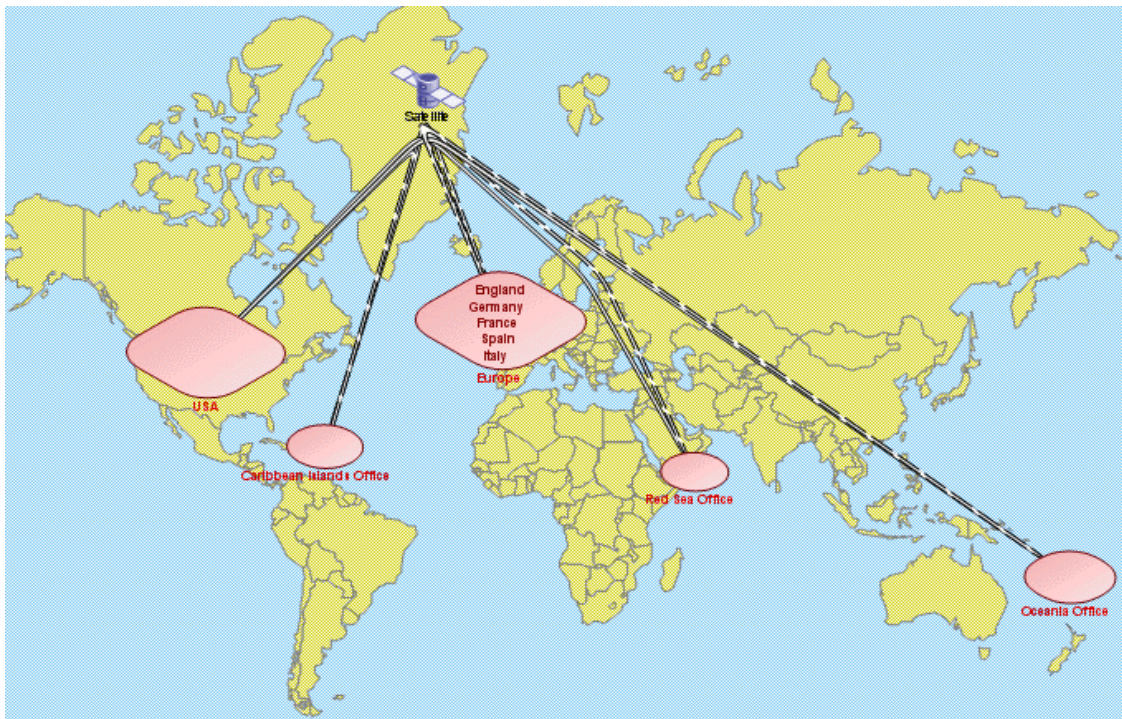 Satellite
England
Germany
France
Spain
Italy
Europe
USA
Caribbean Islands Office
Red Sea Office
Oceania Office